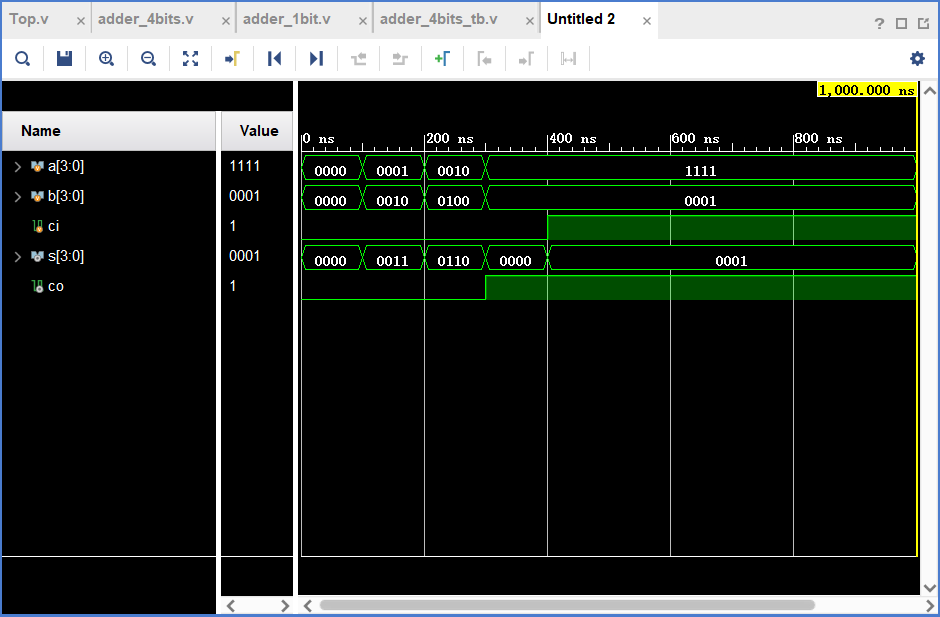 Top.v × adder_4bits.v × adder_1bit.v × adder_4bits_tb.v × Untitled 2 × ?
1,000.000 ns
Name Value 0 ns 200 ns 400 ns 600 ns 800 ns
a[3:0] 1111 0000 0001 0010 1111
b[3:0] 0001 0000 0010 0100 0001
ci 1
s[3:0] 0001 0000 0011 0110 0000 0001
co 1